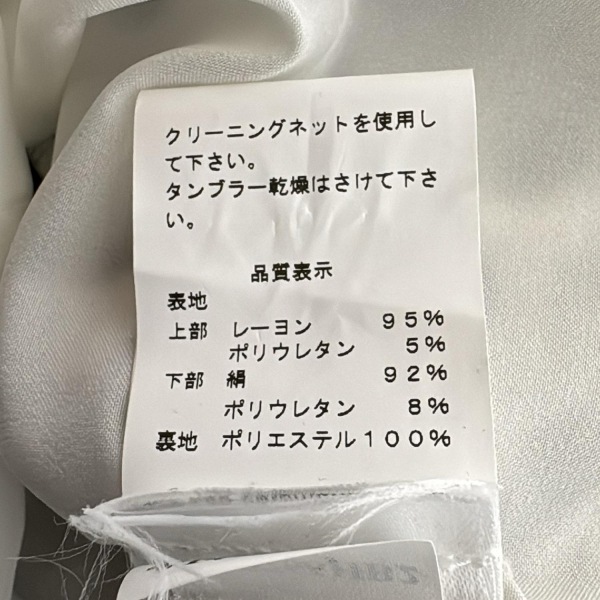 クリーニングネットを使用し
て下さい。
タンブラー乾燥はさけて下さ
い。
品質表示
表地
上部 レーヨン 95%
ポリウレタン 5%
下部 絹 92%
ポリウレタン 8%
裏地 ポリエステル100%